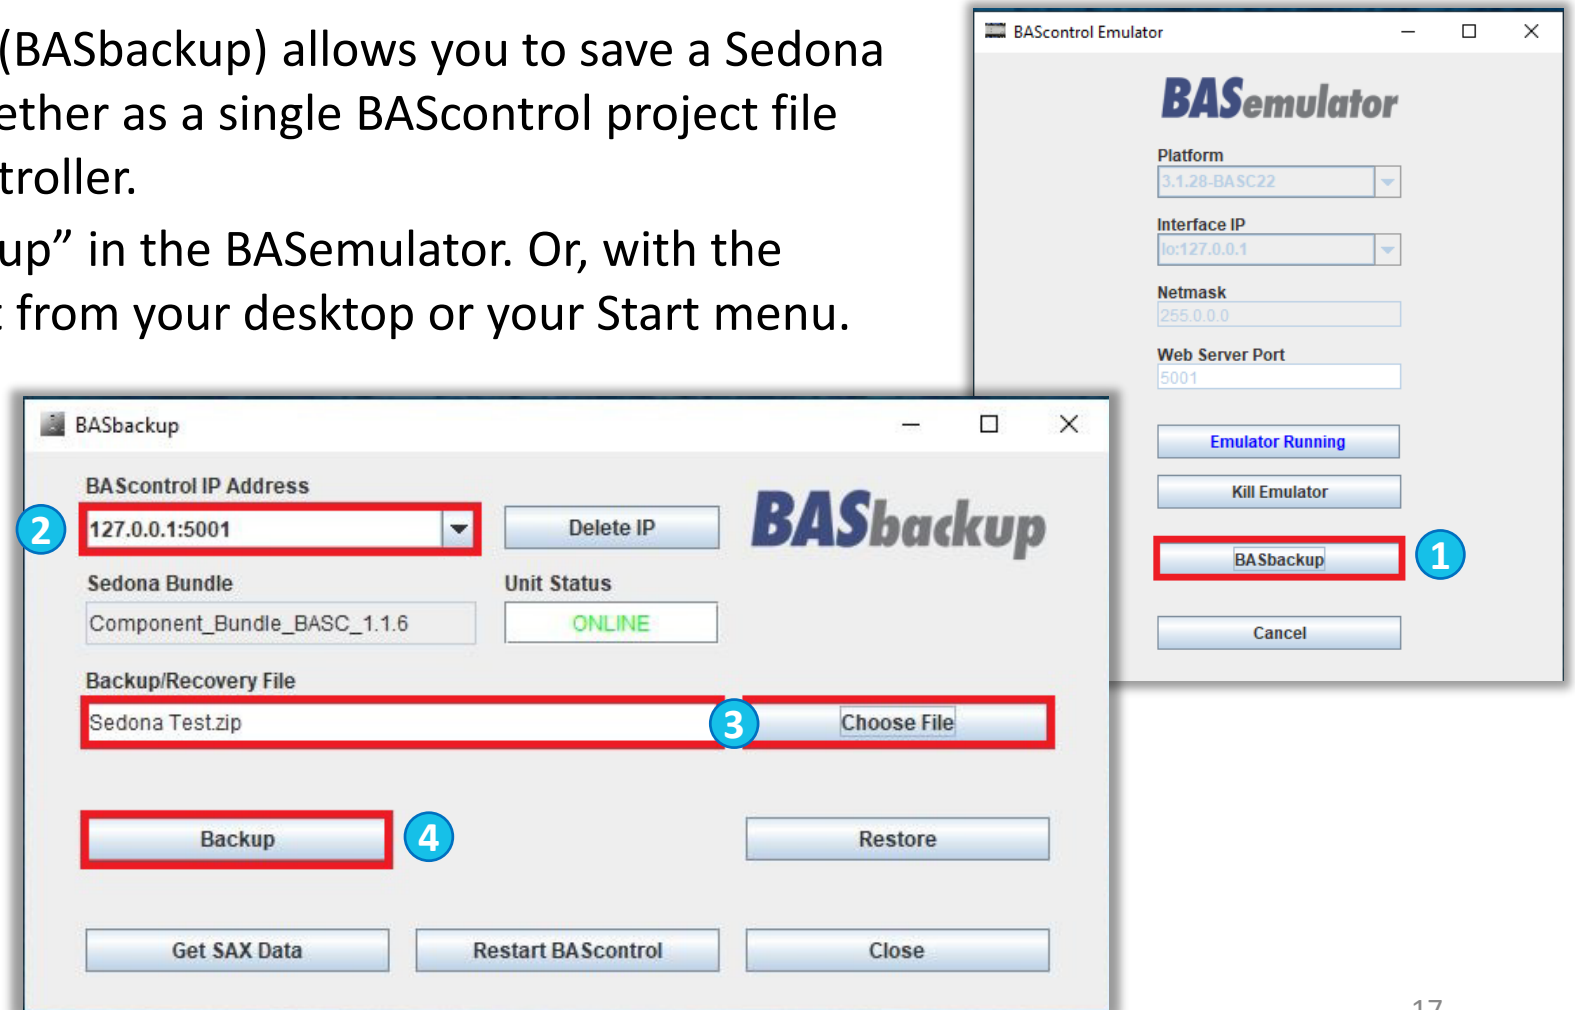 (BASbackup) allows you to save a Sedona
ether as a single BAScontrol project file
troller.
up” in the BASemulator. Or, with the
t from your desktop or your Start menu.
BAScontrol Emulator
BASemulator
Platform
3.1.28-BASC22
Interface IP
lo:127.0.0.1
Netmask
255.0.0.0
Web Server Port
5001
Emulator Running
Kill Emulator
BASbackup
1
Cancel
BASbackup
BAScontrol IP Address
2
127.0.0.1:5001
Delete IP
BASbackup
Sedona Bundle
Unit Status
Component_Bundle_BASC_1.1.6
ONLINE
Backup/Recovery File
Sedona Test.zip
3
Choose File
Backup
4
Restore
Get SAX Data
Restart BAScontrol
Close
17